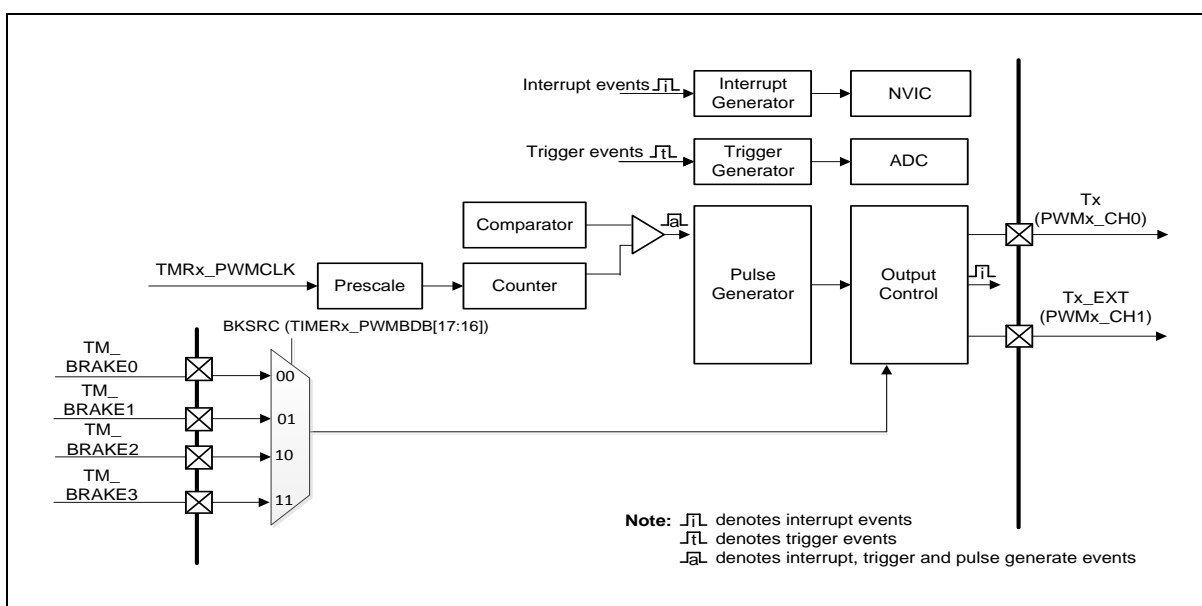 Interrupt events
i
Interrupt
Generator
NVIC
Trigger events
t
Trigger
Generator
ADC
Comparator
a
TMRx_PWMCLK
Prescale
Counter
Pulse
Generator
Output
Control
i
Tx
(PWMx_CH0)
Tx_EXT
(PWMx_CH1)
BKSRC (TIMERx_PWMBDB[17:16])
TM_
BRAKE0
00
TM_
BRAKE1
01
TM_
BRAKE2
10
TM_
BRAKE3
11
Note: i denotes interrupt events
t denotes trigger events
a denotes interrupt, trigger and pulse generate events